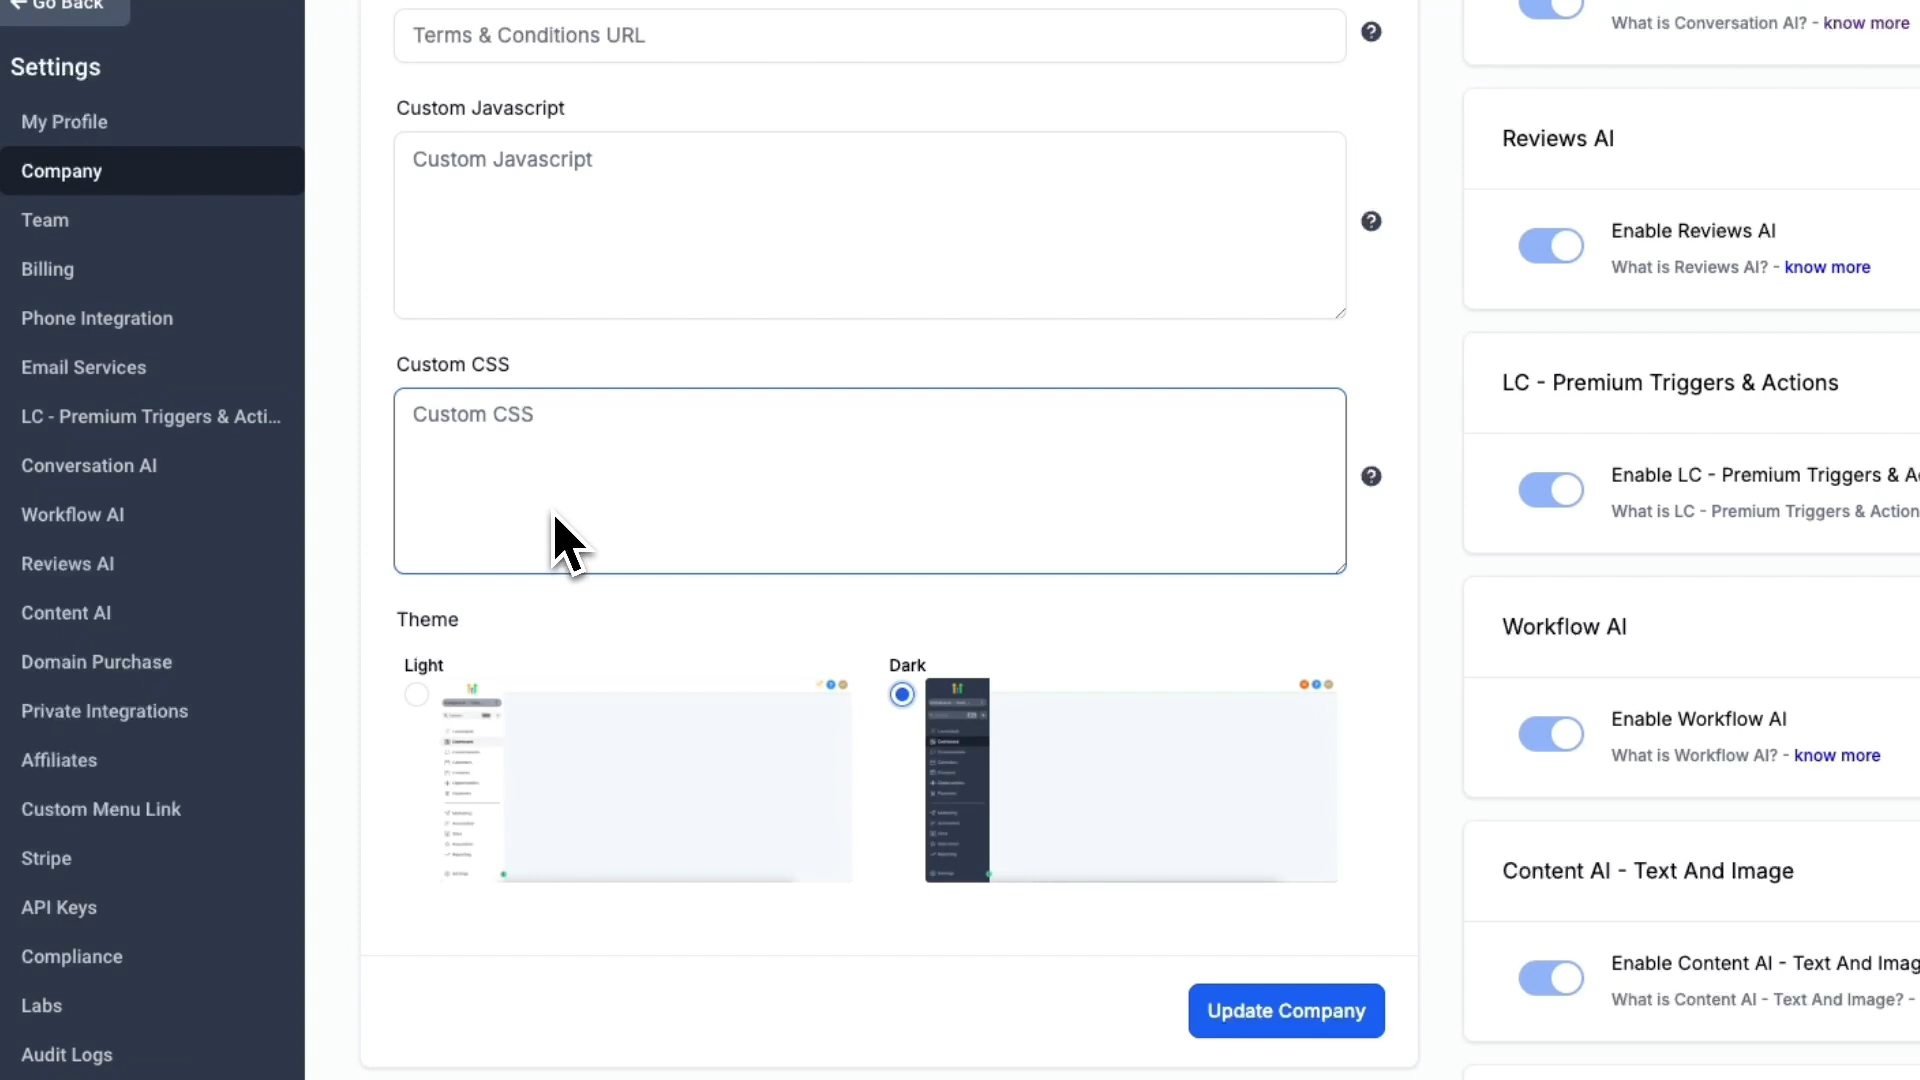 Go Back
Settings
My Profile
Company
Team
Billing
Phone Integration
Email Services
LC - Premium Triggers & Acti...
Conversation AI
Workflow AI
Reviews AI
Content AI
Domain Purchase
Private Integrations
Affiliates
Custom Menu Link
Stripe
API Keys
Compliance
Labs
Audit Logs
Terms & Conditions URL
Custom Javascript
Custom Javascript
Custom CSS
Custom CSS
Theme
Light
Dark
Update Company
What is Conversation AI? - know more
Reviews AI
Enable Reviews AI
What is Reviews AI? - know more
LC - Premium Triggers & Actions
Enable LC - Premium Triggers &
What is LC - Premium Triggers & Action
Workflow AI
Enable Workflow AI
What is Workflow AI? - know more
Content AI - Text And Image
Enable Content AI - Text And Imag
What is Content AI - Text And Image? -